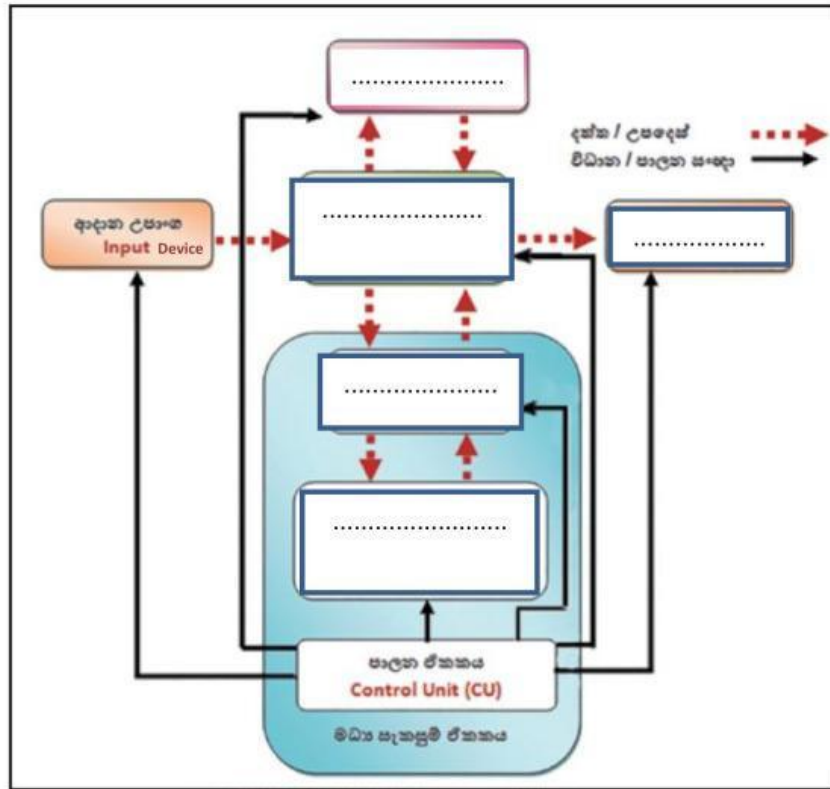 ........................
දත්ත / උපදෙස්
විධාන / පාලන සංඥා
........................
ආදාන උපාංග
Input Device
....................
.......................
..........................
පාලන ඒකකය
Control Unit (CU)
මධ්‍ය සැකසුම් ඒකකය